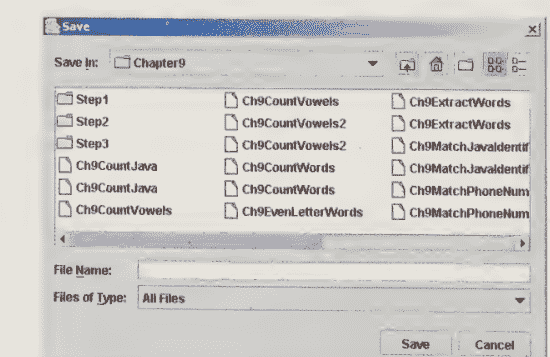 Save
Save In: Chapter9
Step1
Step2
Step3
Ch9CountJava
Ch9CountJava
Ch9CountVowels
Ch9CountVowels
Ch9CountVowels2
Ch9CountVowels2
Ch9CountWords
Ch9CountWords
Ch9EvenLetterWords
Ch9ExtractWords
Ch9ExtractWords
Ch9MatchJavaIdentif
Ch9MatchJavaIdentif
Ch9MatchPhoneNum
Ch9MatchPhoneNum
File Name:
Files of Type: All Files
Save Cancel